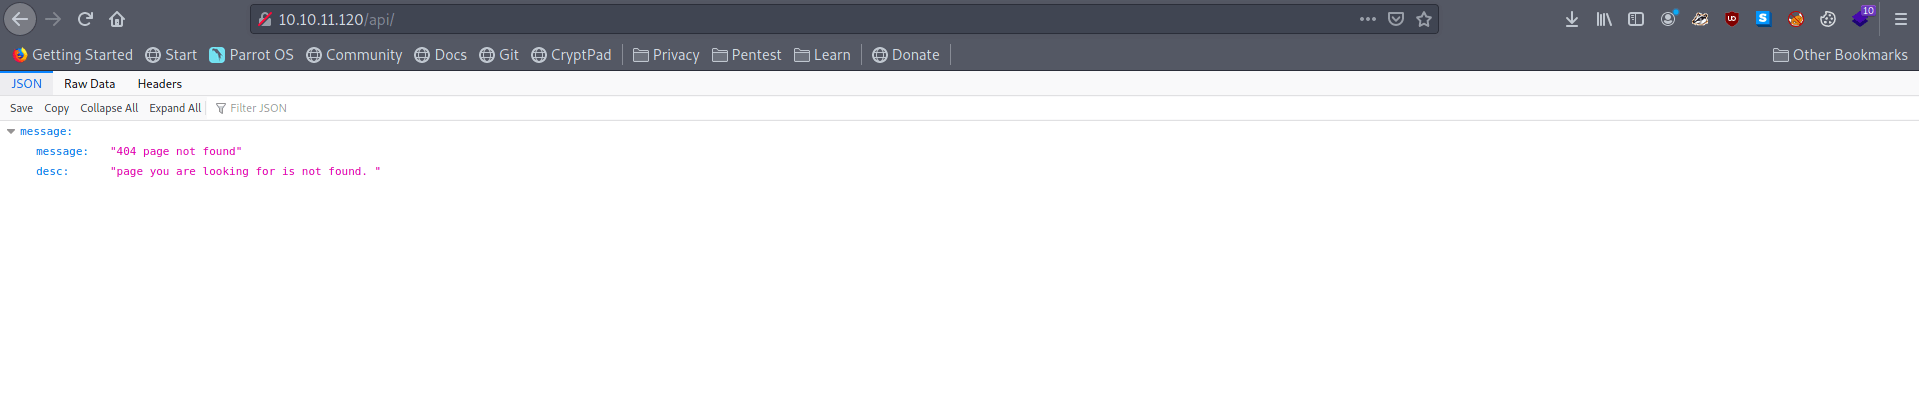 10.10.11.120/api/
10
Getting Started Start Parrot OS Community Docs Git CryptPad Privacy Pentest Learn Donate Other Bookmarks
JSON Raw Data Headers
Save Copy Collapse All Expand All Filter JSON
message:
message: "404 page not found"
desc: "page you are looking for is not found. "